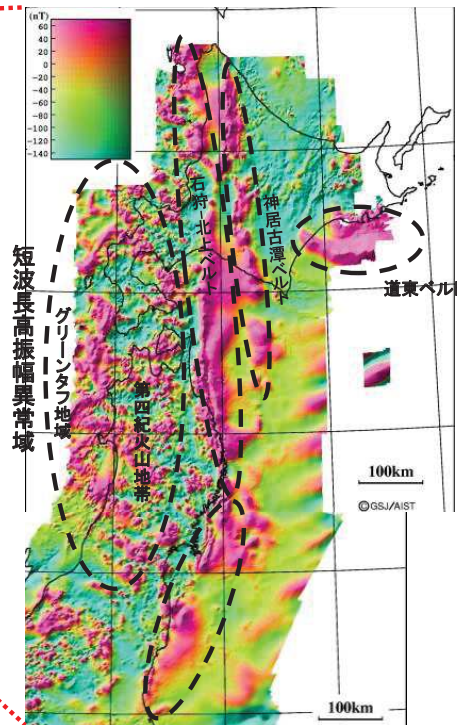 (nT)
60
40
20
0
-20
-40
-60
-80
-100
-120
-140
石狩-北上ベルト
神居古潭ベルト
道東ベルト
短波長高振幅異常域
グリーンタフ地域
第四紀火山地帯
100km
©GSJ/AIST
100km